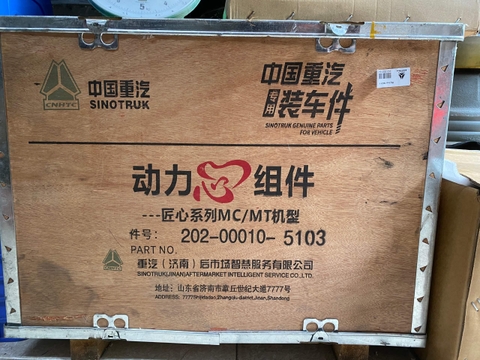 5
CNHTC
中国重汽
SINOTRUK
中国重汽
专用
装车件
SINOTRUK GENUINE PARTS
FOR VEHICLE
动力芯组件
---匠心系列MC/MT机型
件号: 202-00010-5103
PART NO.
重汽（济南）后市场智慧服务有限公司
SINOTRUK(JINAN)AFTERMARKET INTELLIGENT SERVICE CO.,LTD.
地址: 山东省济南市章丘世纪大道7777号